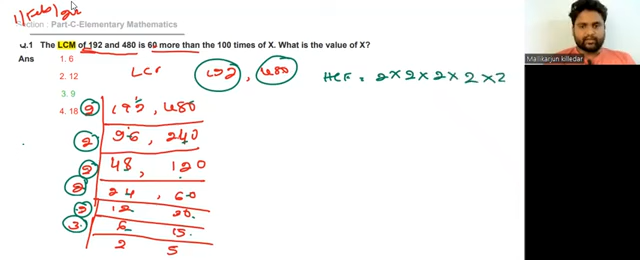 1/Feb/
Section : Part-C-Elementary Mathematics
Q.1 The LCM of 192 and 480 is 60 more than the 100 times of X. What is the value of X?
Ans 1. 6
2. 12
3. 9
4. 18
192, 480
HCF = 2 × 2 × 2 × 2 × 2
2 192, 480
2 96, 240
2 48, 120
2 24, 60
2 12 20
3 6 15
2 5
Mallikarjun killedar